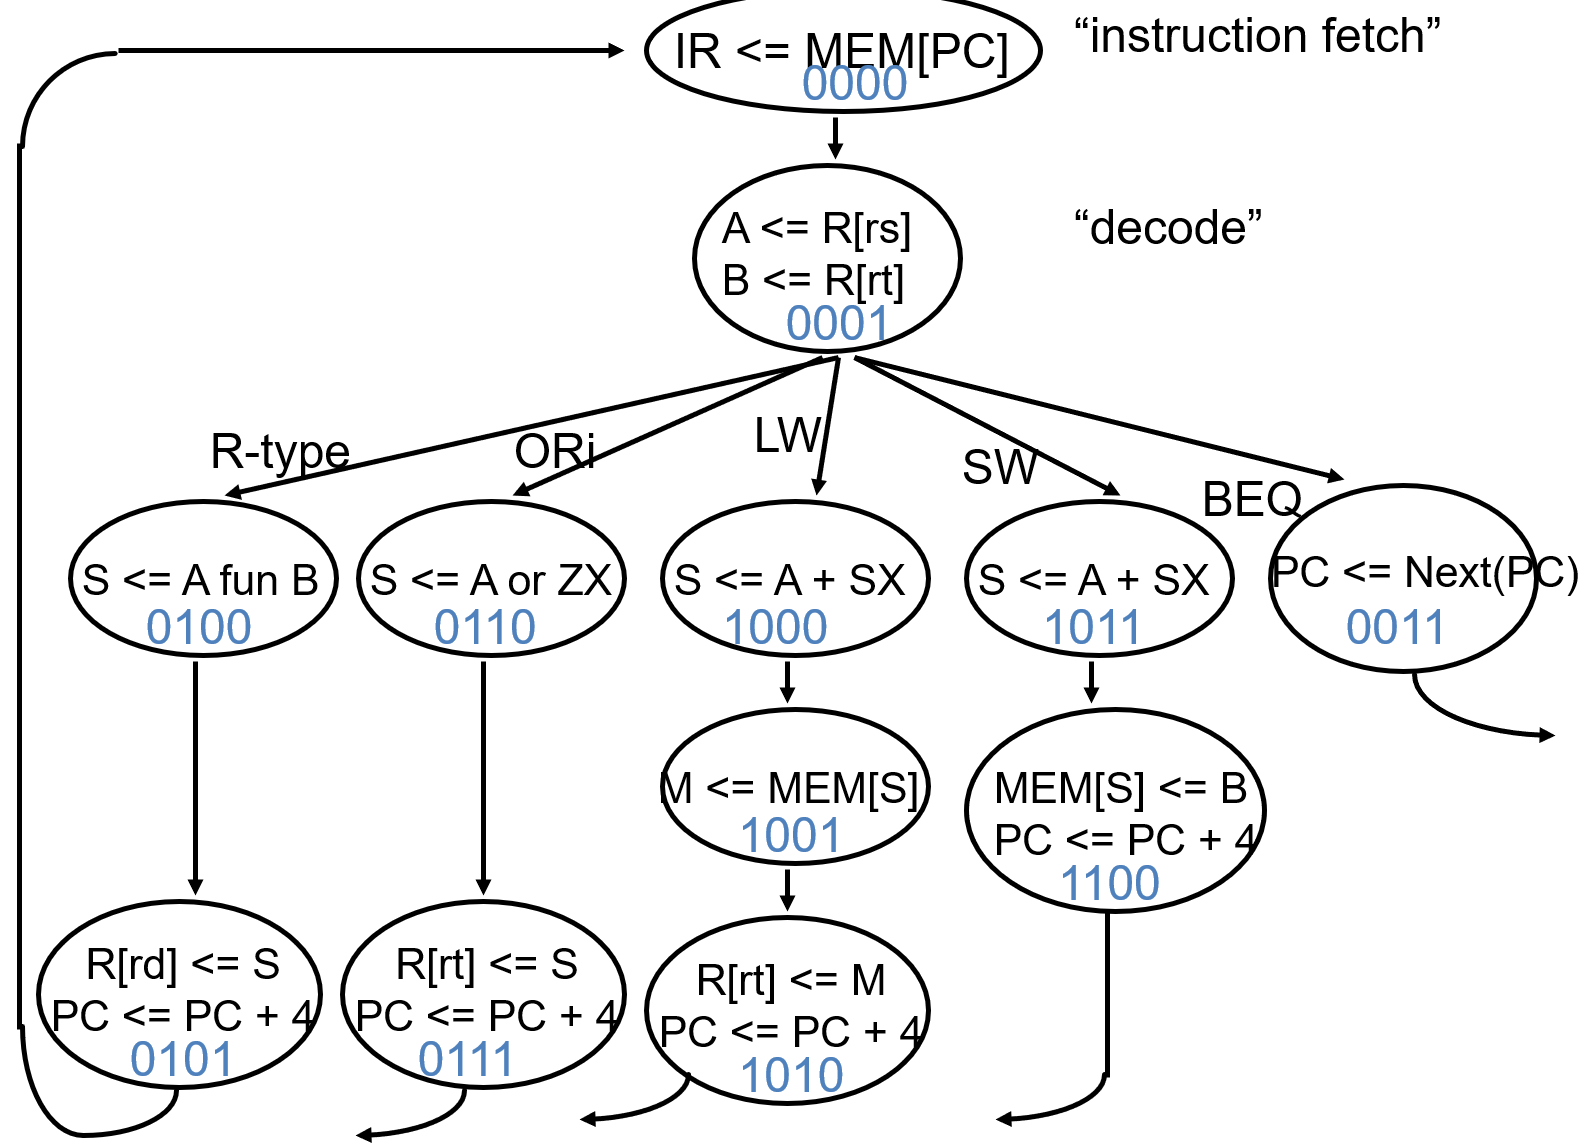 IR <= MEM[PC]
0000
“instruction fetch”
A <= R[rs]
B <= R[rt]
0001
“decode”
R-type
ORi
LW
SW
BEQ
S <= A fun B
0100
S <= A or ZX
0110
S <= A + SX
1000
S <= A + SX
1011
PC <= Next(PC)
0011
M <= MEM[S]
1001
MEM[S] <= B
PC <= PC + 4
1100
R[rd] <= S
PC <= PC + 4
0101
R[rt] <= S
PC <= PC + 4
0111
R[rt] <= M
PC <= PC + 4
1010